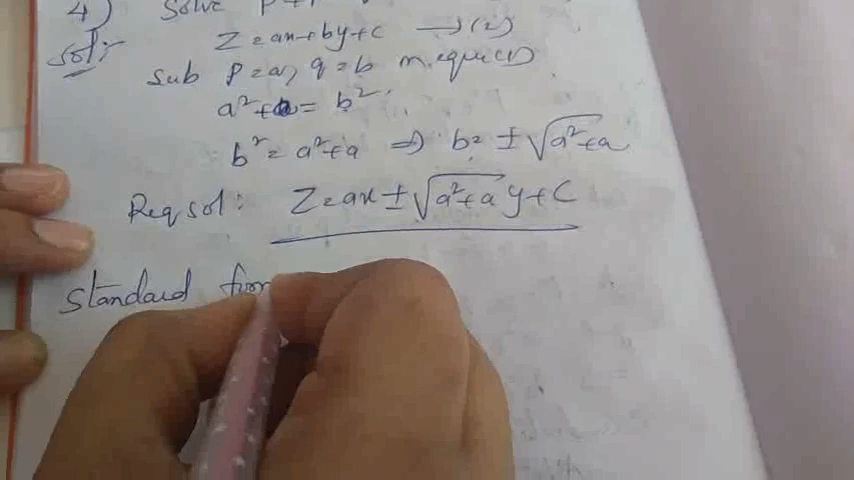 4) Solve
Sol:- Z = ax + by + c → (2)
Sub p = a, q = b in equ (1)
a² + a = b²
b² = a² + a ⇒ b = ± √a² + a
Req sol: Z = ax ± √a² + a y + c
Standard form